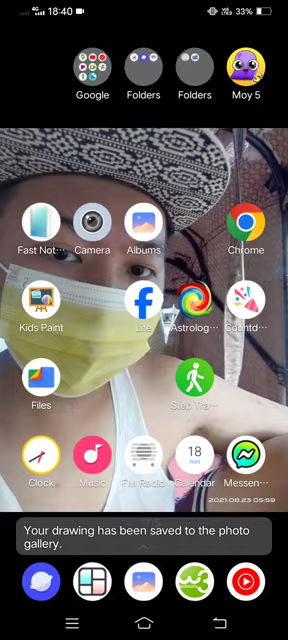 4G 18:40 33%
Google Folders Folders Moy 5
Fast Not··· Camera Albums Chrome
Kids Paint Lite Astrolog··· Countd···
Files Step Tra···
18
Clock Music FM Radio Calendar Messen···
2021.08.23 05:59
Your drawing has been saved to the photo
gallery.